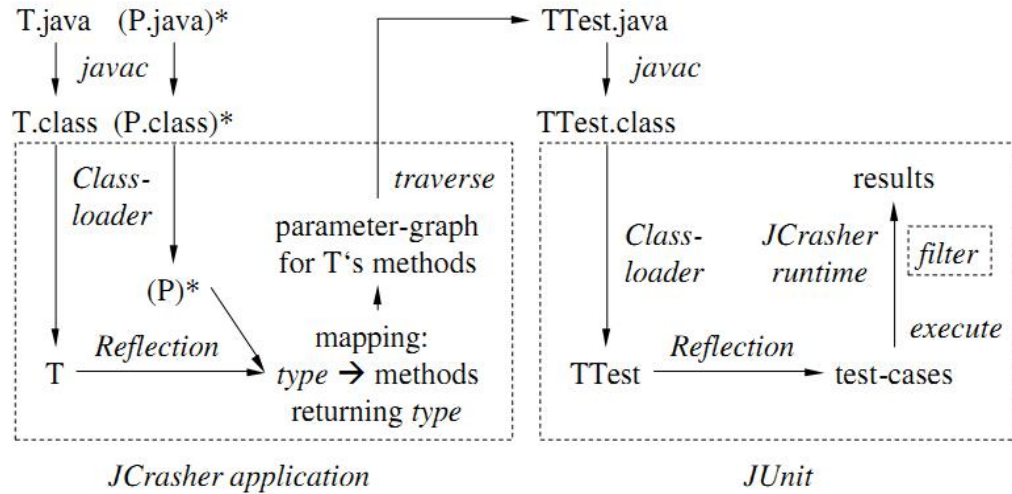 T.java (P.java)*
TTest.java
javac
javac
T.class (P.class)*
TTest.class
Class-
loader
traverse
parameter-graph
for T‘s methods
(P)*
mapping:
Reflection
T
type → methods
returning type
JCrasher application
results
Class-
loader
JCrasher
runtime
filter
execute
Reflection
TTest
test-cases
JUnit